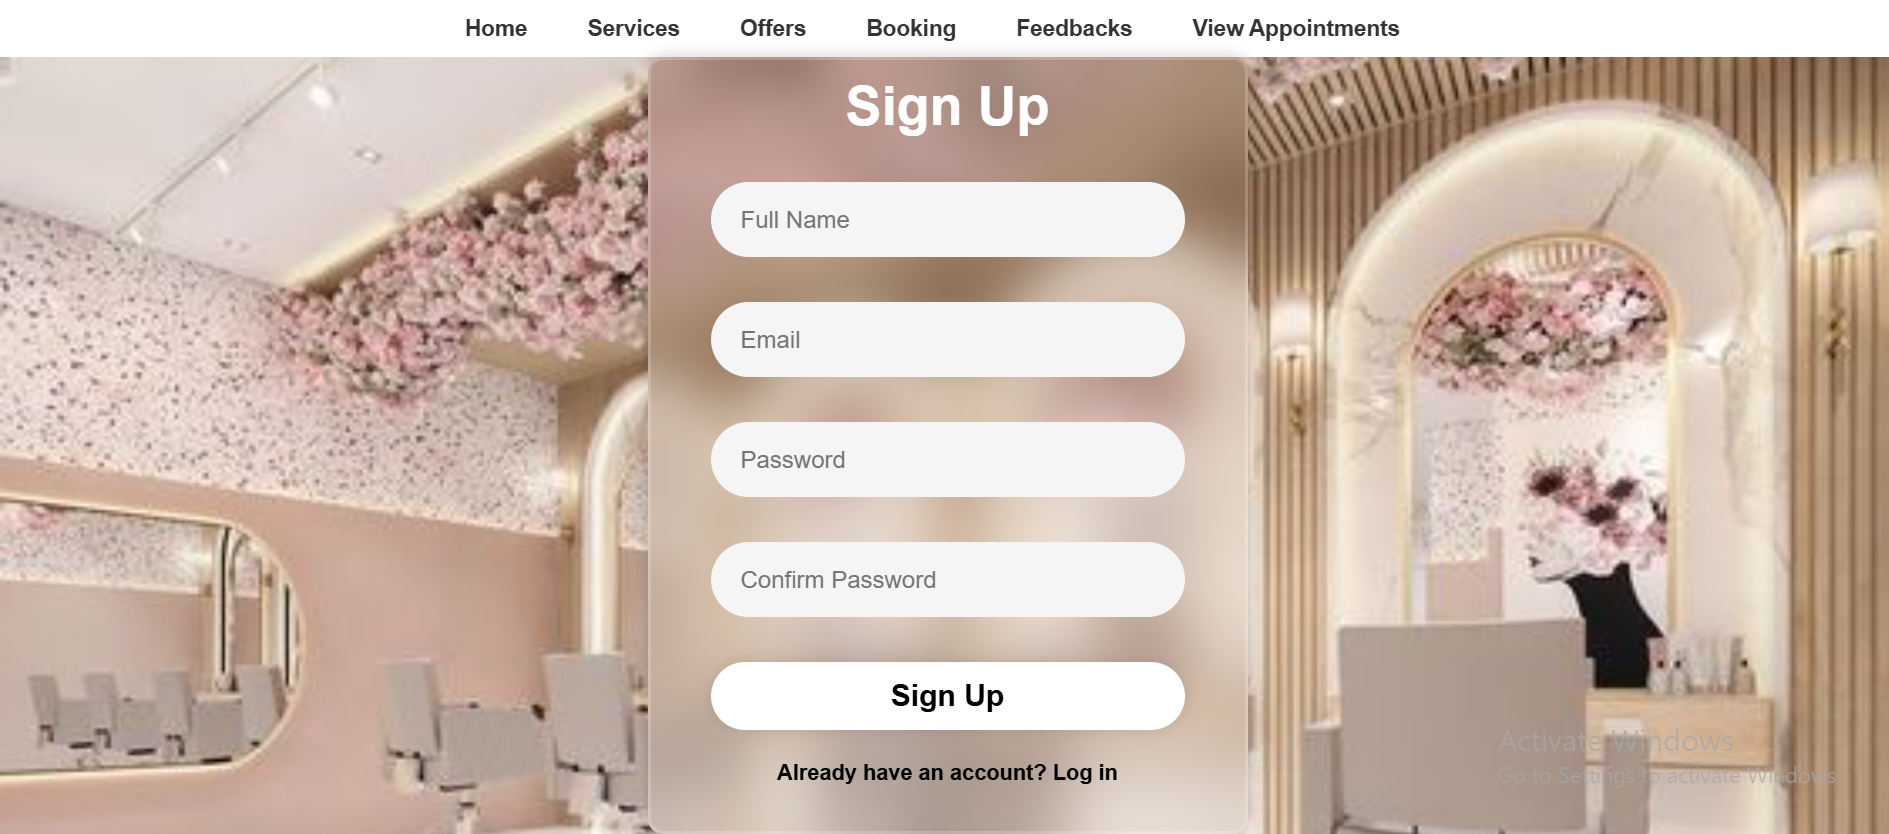 Home Services Offers Booking Feedbacks View Appointments
Sign Up
Full Name
Email
Password
Confirm Password
Sign Up
Already have an account? Log in
Activate Windows
Go to Settings to activate Windows.